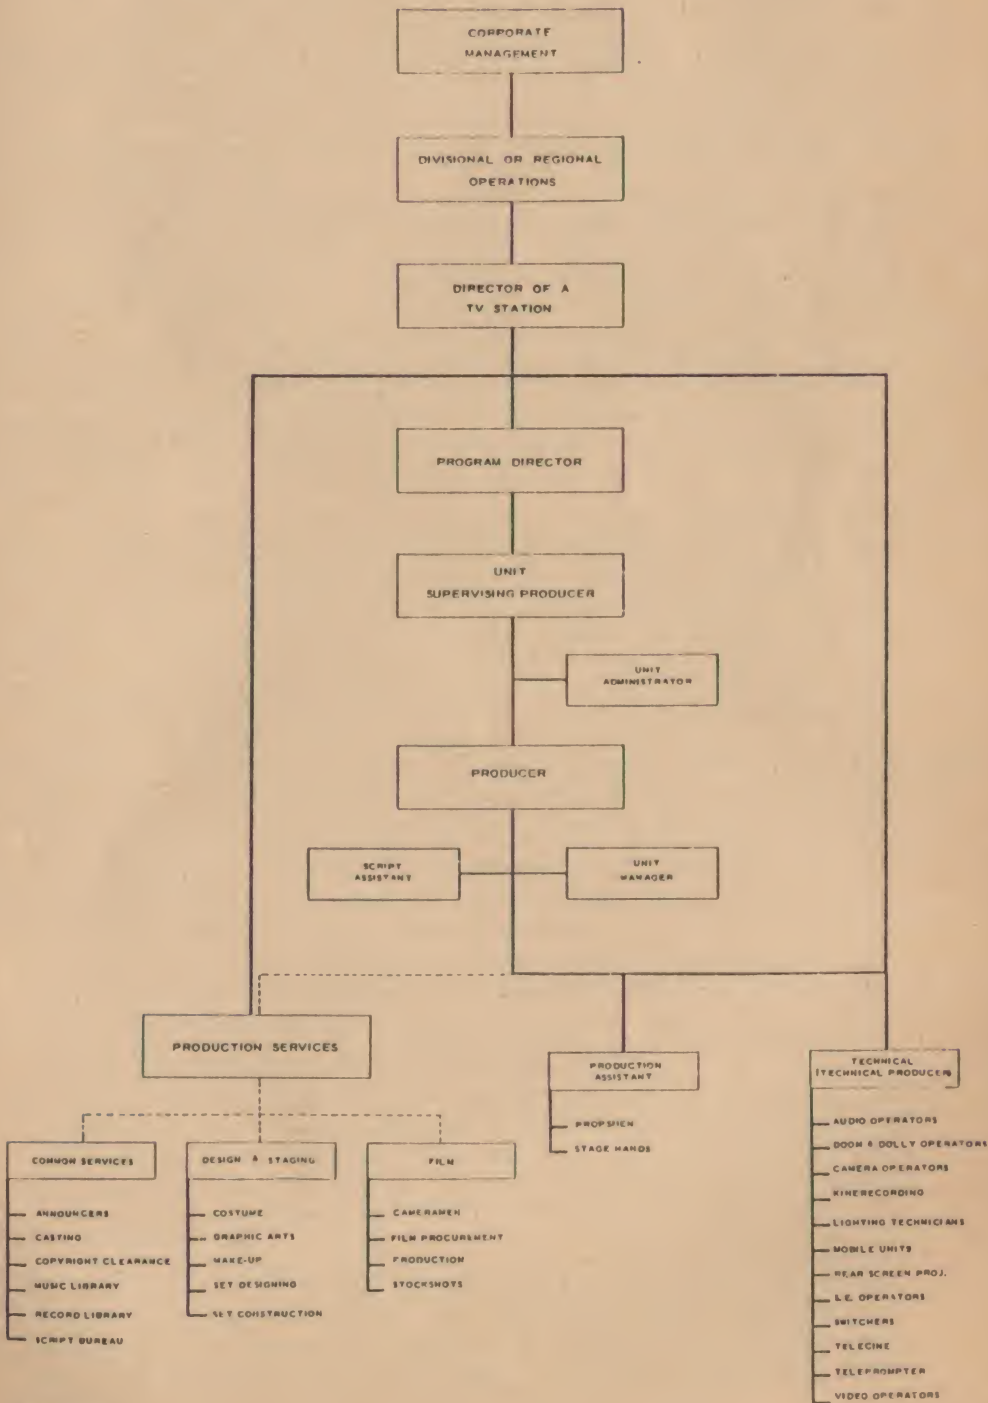 CORPORATE
MANAGEMENT
DIVISIONAL OR REGIONAL
OPERATIONS
DIRECTOR OF A
TV STATION
PROGRAM DIRECTOR
UNIT
SUPERVISING PRODUCER
UNIT
ADMINISTRATOR
PRODUCER
SCRIPT
ASSISTANT
UNIT
MANAGER
PRODUCTION SERVICES
PRODUCTION
ASSISTANT
PROPSMEN
STAGE HANDS
TECHNICAL
(TECHNICAL PRODUCER)
AUDIO OPERATORS
BOOM & DOLLY OPERATORS
CAMERA OPERATORS
KINERECORDING
LIGHTING TECHNICIANS
MOBILE UNITS
REAR SCREEN PROJ.
S.E. OPERATORS
SWITCHERS
TELECINE
TELEPROMPTER
VIDEO OPERATORS
COMMON SERVICES
ANNOUNCERS
CASTING
COPYRIGHT CLEARANCE
MUSIC LIBRARY
RECORD LIBRARY
SCRIPT BUREAU
DESIGN & STAGING
COSTUME
GRAPHIC ARTS
MAKE-UP
SET DESIGNING
SET CONSTRUCTION
FILM
CAMERAMEN
FILM PROCUREMENT
PRODUCTION
STOCKSHOTS